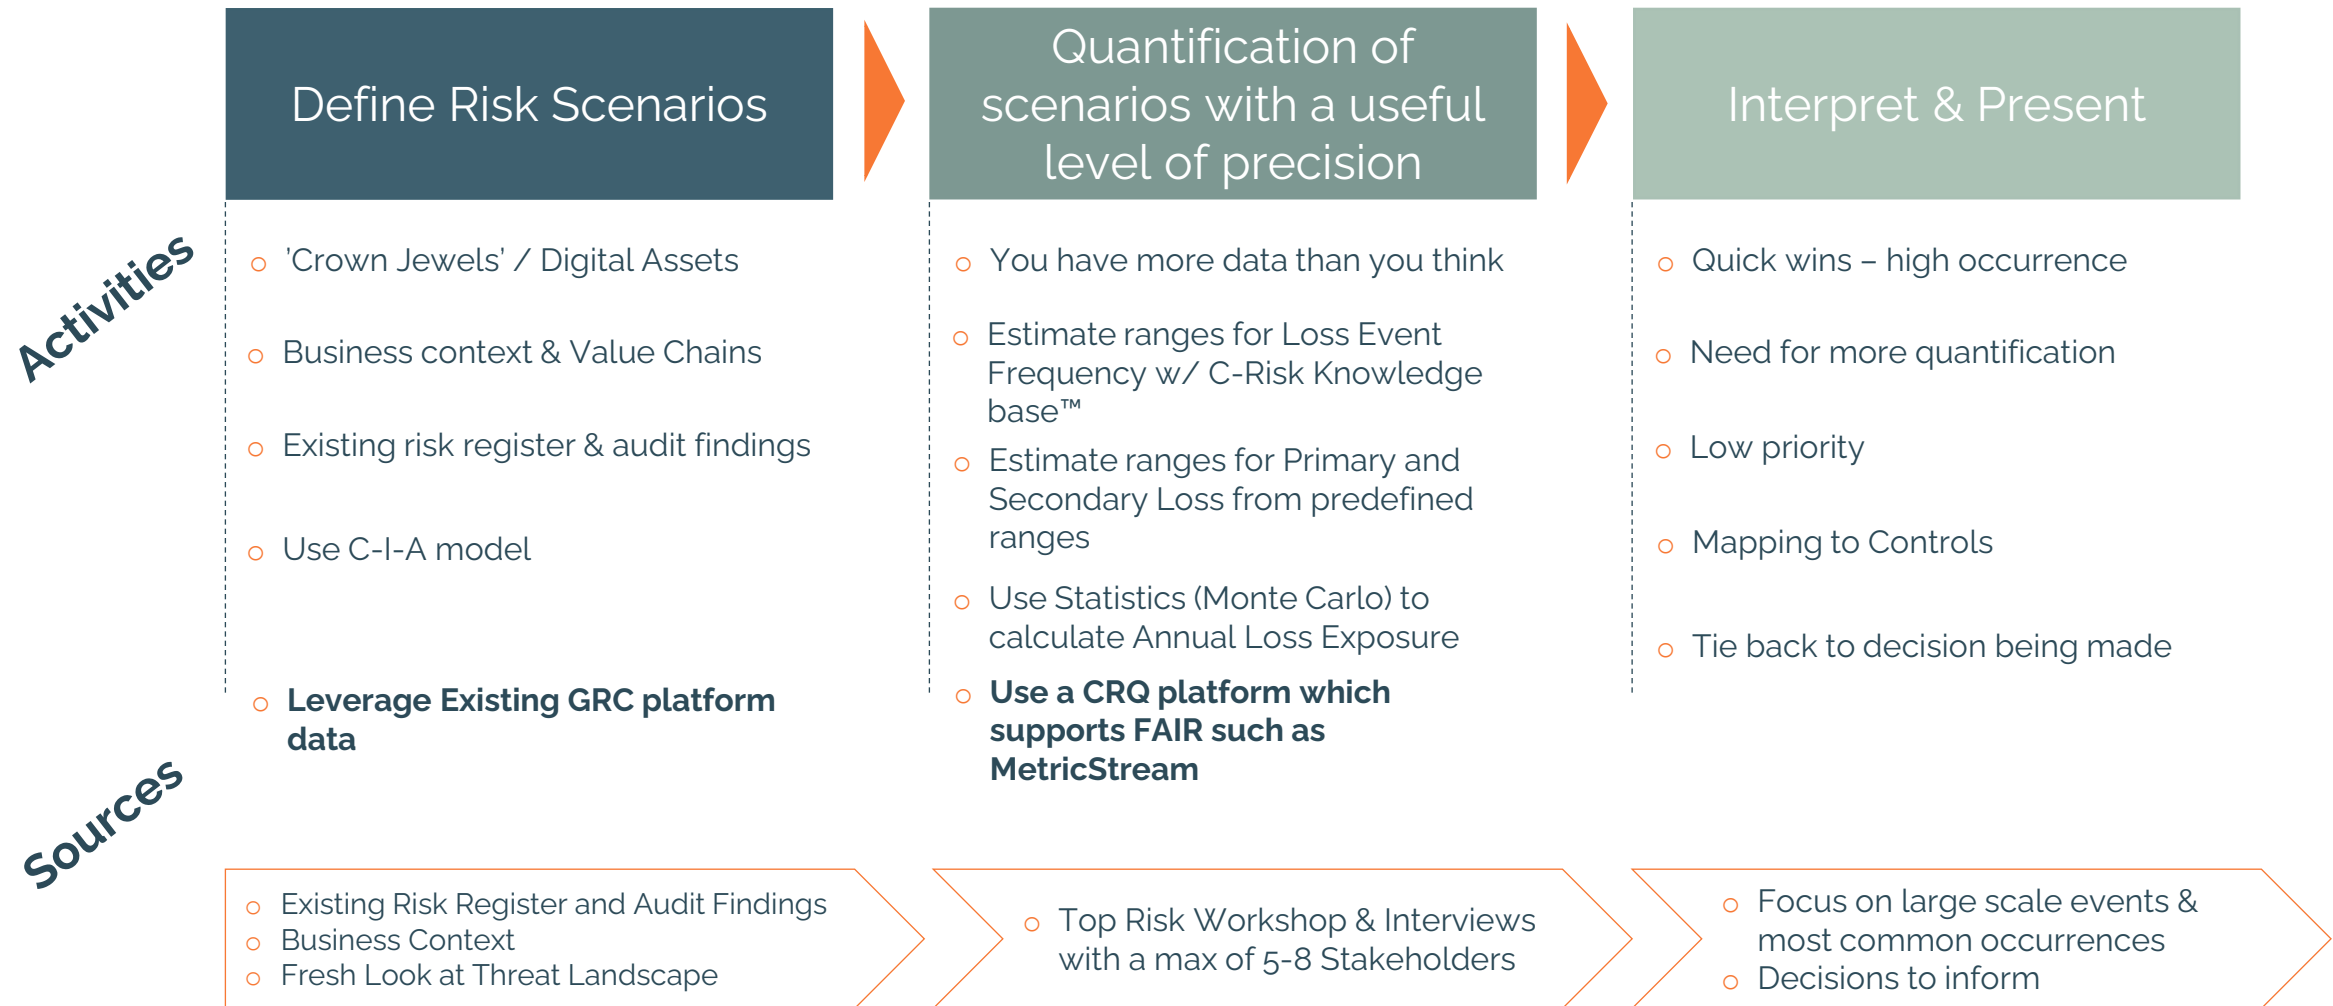 Define Risk Scenarios
Quantification of
scenarios with a useful
level of precision
Interpret & Present
Activities
’Crown Jewels’ / Digital Assets
Business context & Value Chains
Existing risk register & audit findings
Use C-I-A model
Leverage Existing GRC platform
data
You have more data than you think
Estimate ranges for Loss Event
Frequency w/ C-Risk Knowledge
base™
Estimate ranges for Primary and
Secondary Loss from predefined
ranges
Use Statistics (Monte Carlo) to
calculate Annual Loss Exposure
Use a CRQ platform which
supports FAIR such as
MetricStream
Quick wins – high occurrence
Need for more quantification
Low priority
Mapping to Controls
Tie back to decision being made
Sources
Existing Risk Register and Audit Findings
Business Context
Fresh Look at Threat Landscape
Top Risk Workshop & Interviews
with a max of 5-8 Stakeholders
Focus on large scale events &
most common occurrences
Decisions to inform